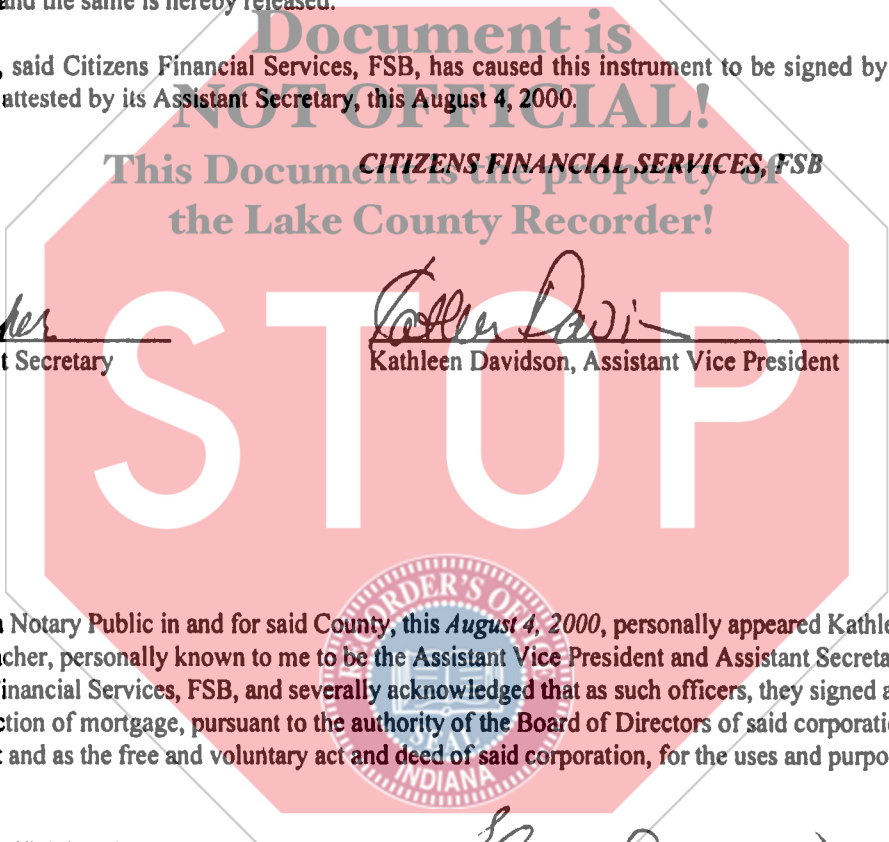 and the same is hereby released.
Document is
, said Citizens Financial Services, FSB, has caused this instrument to be signed by
attested by its Assistant Secretary, this August 4, 2000.
NOT OFFICIAL!
CITIZENS FINANCIAL SERVICES, FSB
This Document is the property of
the Lake County Recorder!
STOP
t Secretary
Kathleen Davidson, Assistant Vice President
RECORDER'S OFFICE
a Notary Public in and for said County, this August 4, 2000, personally appeared Kathle
cher, personally known to me to be the Assistant Vice President and Assistant Secreta
Financial Services, FSB, and severally acknowledged that as such officers, they signed a
ction of mortgage, pursuant to the authority of the Board of Directors of said corporati
t and as the free and voluntary act and deed of said corporation, for the uses and purpo
SEAL
INDIANA